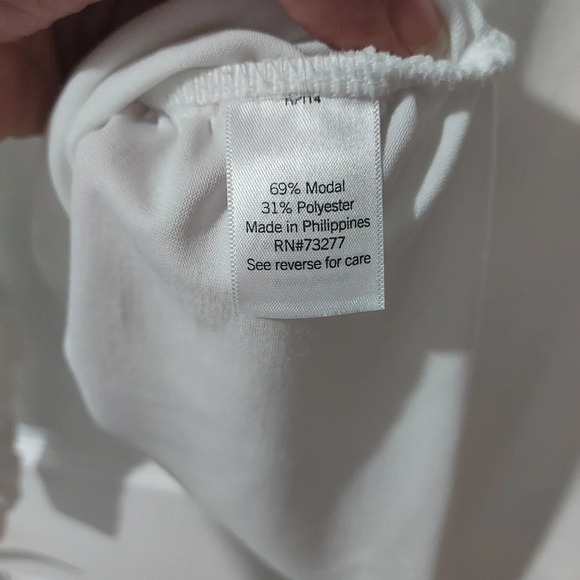 69% Modal
31% Polyester
Made in Philippines
RN#73277
See reverse for care